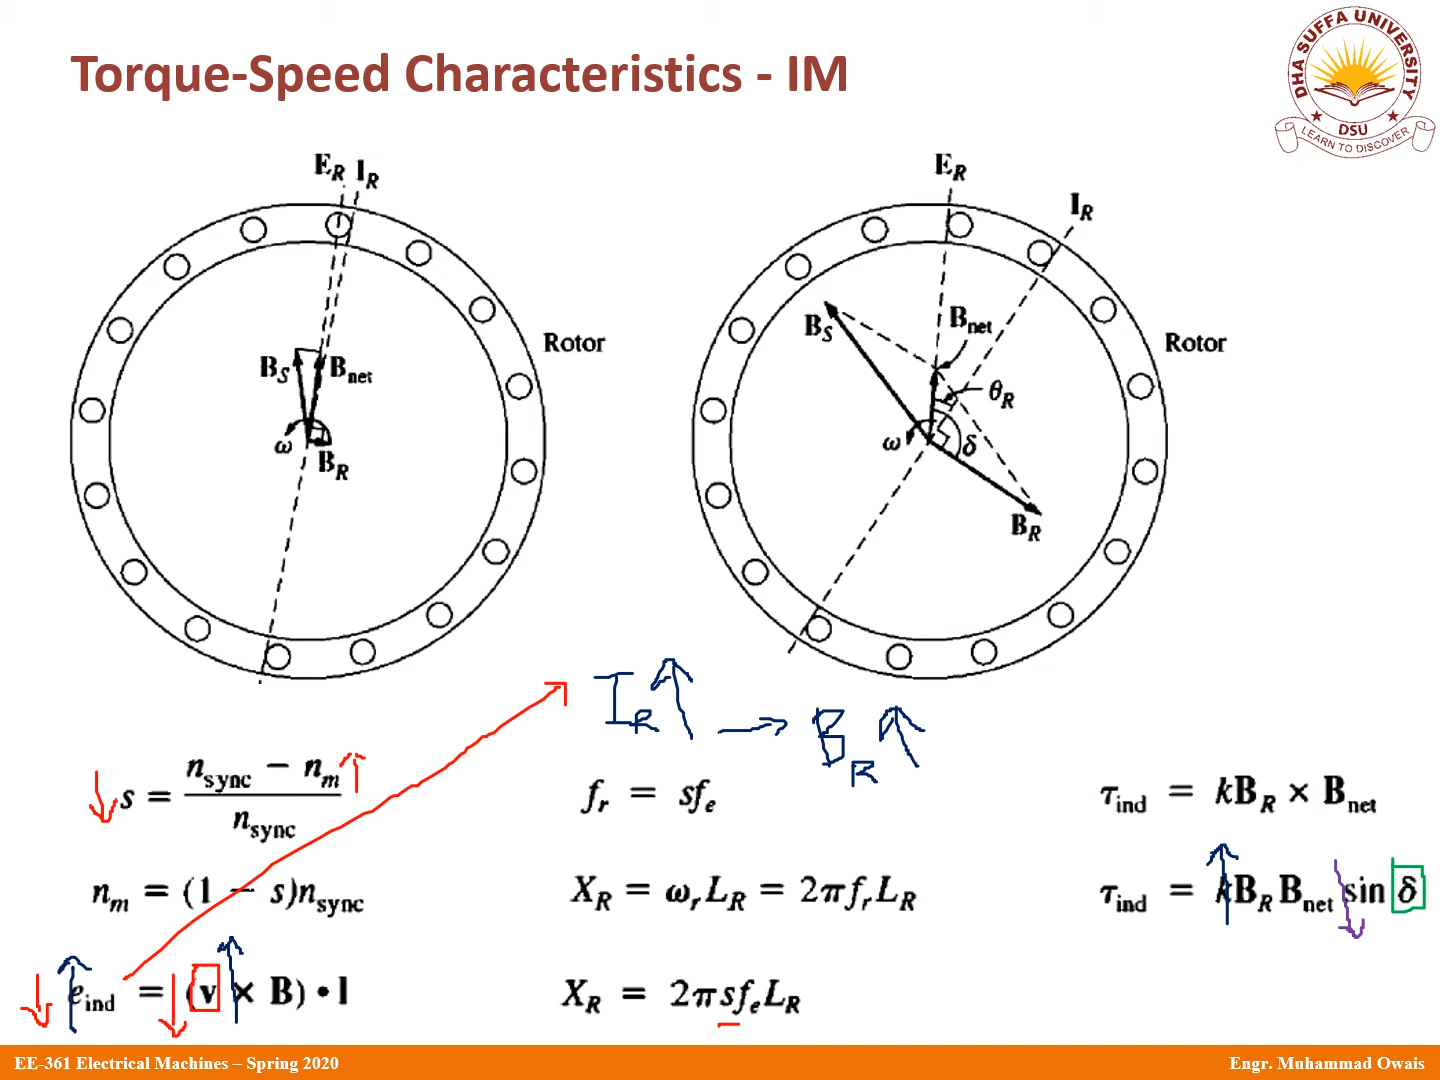 Torque-Speed Characteristics - IM
DHA SUFFA UNIVERSITY
DSU
LEARN TO DISCOVER
E_R I_R
B_S B_net
ω
B_R
Rotor
E_R
I_R
B_S
B_net
θ_R
ω
δ
B_R
Rotor
I_R ↑ → B_R ↑
↓ s = (n_sync − n_m ↑) / n_sync
f_r = sf_e
τ_ind = kB_R × B_net
n_m = (1 − s)n_sync
X_R = ω_r L_R = 2πf_r L_R
τ_ind = kB_R B_net sin δ
e_ind = (v × B) • l
X_R = 2πsf_e L_R
EE-361 Electrical Machines – Spring 2020
Engr. Muhammad Owais